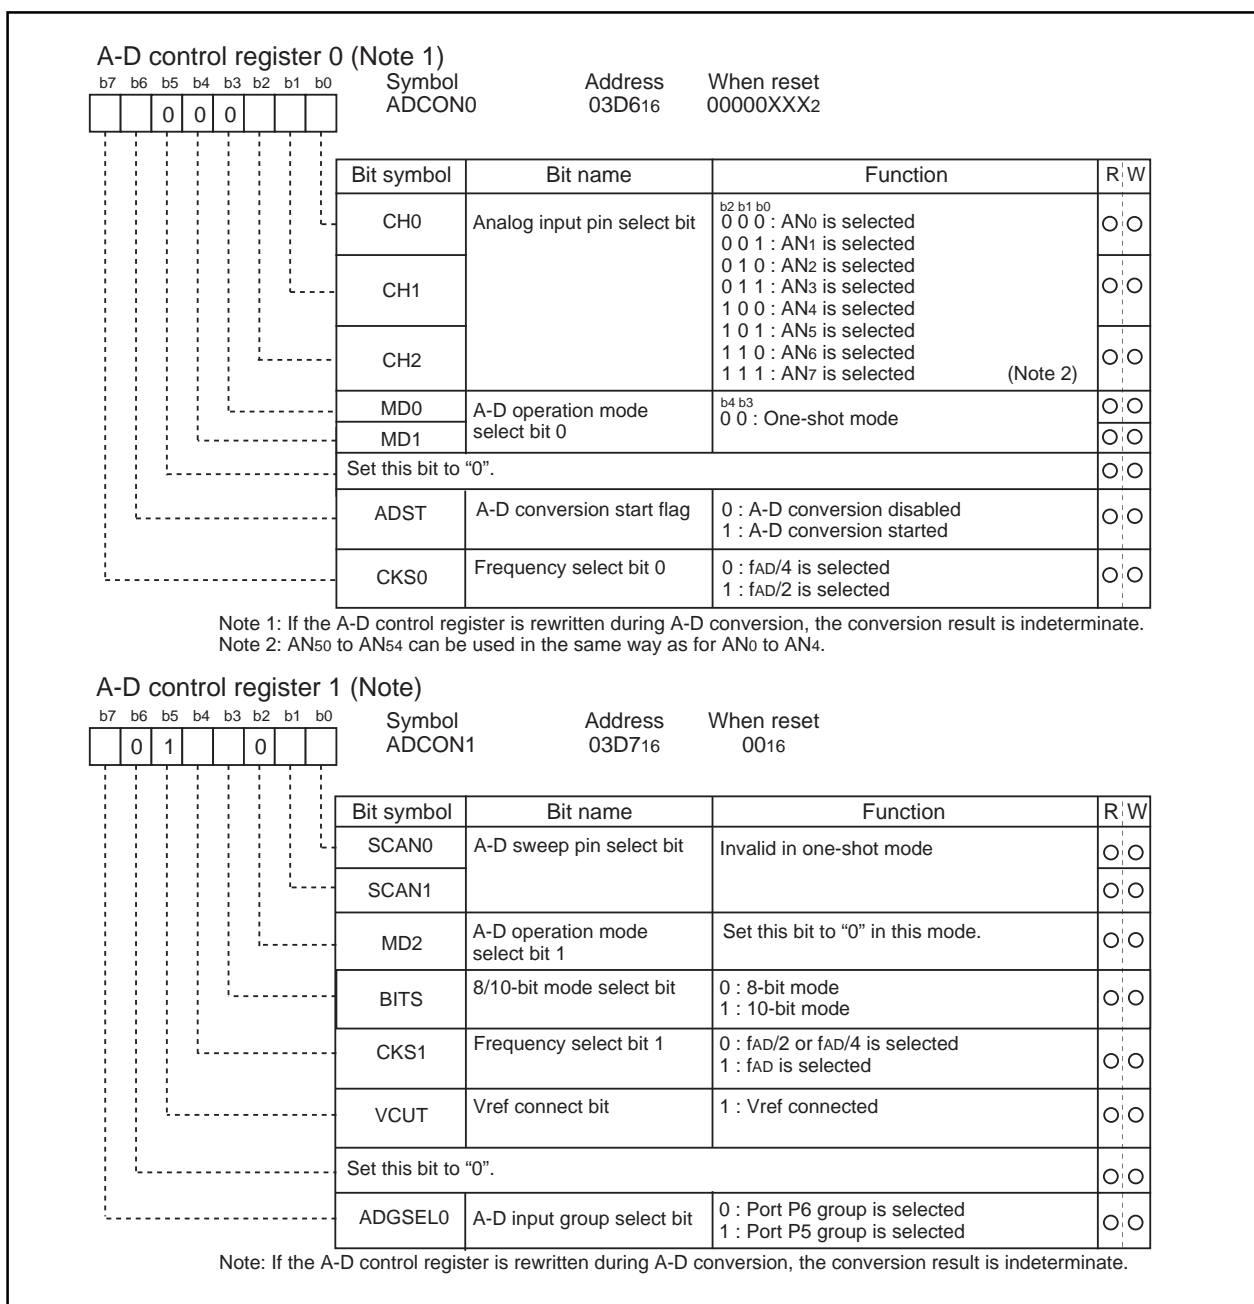 A-D control register 0 (Note 1)
b7 b6 b5 b4 b3 b2 b1 b0
Symbol Address When reset
ADCON0 03D616 00000XXX2
0 0 0
Bit symbol Bit name Function R W
CH0 Analog input pin select bit
b2 b1 b0
0 0 0 : AN0 is selected
0 0 1 : AN1 is selected
0 1 0 : AN2 is selected
CH1
0 1 1 : AN3 is selected
1 0 0 : AN4 is selected
1 0 1 : AN5 is selected
CH2
1 1 0 : AN6 is selected
1 1 1 : AN7 is selected (Note 2)
MD0 A-D operation mode
select bit 0
b4 b3
0 0 : One-shot mode
MD1
Set this bit to “0”.
ADST A-D conversion start flag 0 : A-D conversion disabled
1 : A-D conversion started
CKS0 Frequency select bit 0 0 : fAD/4 is selected
1 : fAD/2 is selected
Note 1: If the A-D control register is rewritten during A-D conversion, the conversion result is indeterminate.
Note 2: AN50 to AN54 can be used in the same way as for AN0 to AN4.
A-D control register 1 (Note)
b7 b6 b5 b4 b3 b2 b1 b0
Symbol Address When reset
ADCON1 03D716 0016
0 1 0
Bit symbol Bit name Function R W
SCAN0 A-D sweep pin select bit Invalid in one-shot mode
SCAN1
MD2 A-D operation mode
select bit 1
Set this bit to “0” in this mode.
BITS 8/10-bit mode select bit 0 : 8-bit mode
1 : 10-bit mode
CKS1 Frequency select bit 1 0 : fAD/2 or fAD/4 is selected
1 : fAD is selected
VCUT Vref connect bit 1 : Vref connected
Set this bit to “0”.
ADGSEL0 A-D input group select bit 0 : Port P6 group is selected
1 : Port P5 group is selected
Note: If the A-D control register is rewritten during A-D conversion, the conversion result is indeterminate.